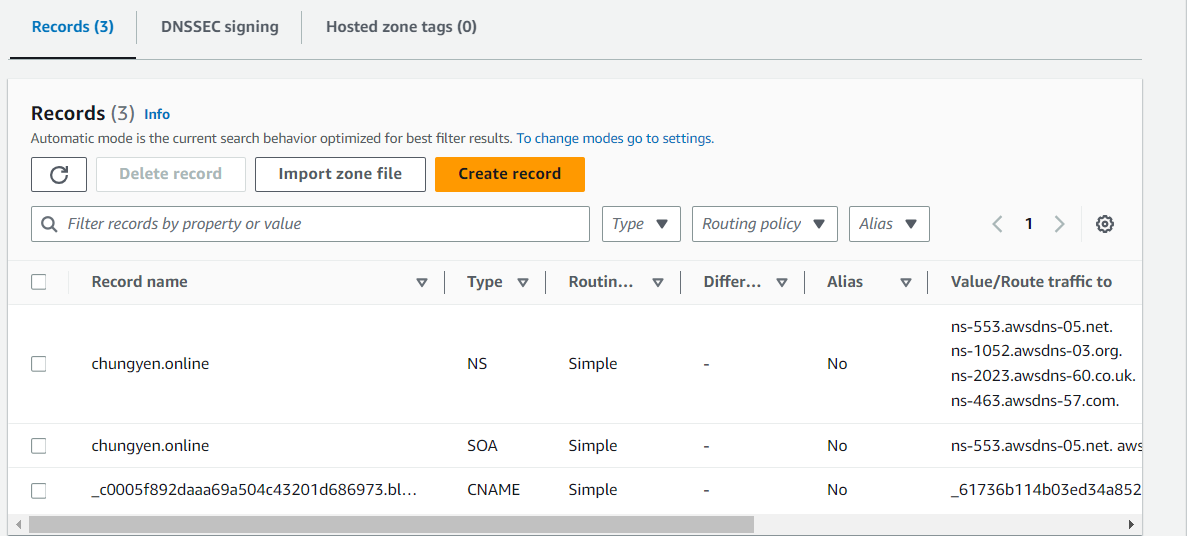 Records (3) DNSSEC signing Hosted zone tags (0)
Records (3) Info
Automatic mode is the current search behavior optimized for best filter results. To change modes go to settings.
Delete record Import zone file Create record
Filter records by property or value Type Routing policy Alias 1
Record name Type Routin... Differ... Alias Value/Route traffic to
ns-553.awsdns-05.net.
ns-1052.awsdns-03.org.
chungyen.online NS Simple - No
ns-2023.awsdns-60.co.uk.
ns-463.awsdns-57.com.
chungyen.online SOA Simple - No ns-553.awsdns-05.net. aws
_c0005f892daaa69a504c43201d686973.bl... CNAME Simple - No _61736b114b03ed34a852